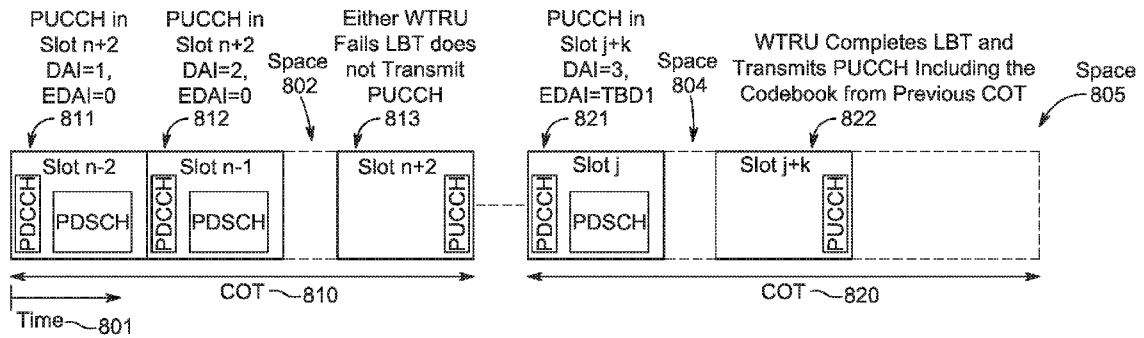 PUCCH in
Slot n+2
DAI=1,
EDAI=0
811
PUCCH in
Slot n+2
DAI=2,
EDAI=0
812
Space
802
Either WTRU
Fails LBT does
not Transmit
PUCCH
813
PUCCH in
Slot j+k
DAI=3,
EDAI=TBD1
821
Space
804
WTRU Completes LBT and
Transmits PUCCH Including the
Codebook from Previous COT
822
Space
805
Slot n-2
PDCCH
PDSCH
Slot n-1
PDCCH
PDSCH
Slot n+2
PUCCH
Slot j
PDCCH
PDSCH
Slot j+k
PUCCH
COT 810
COT 820
Time 801